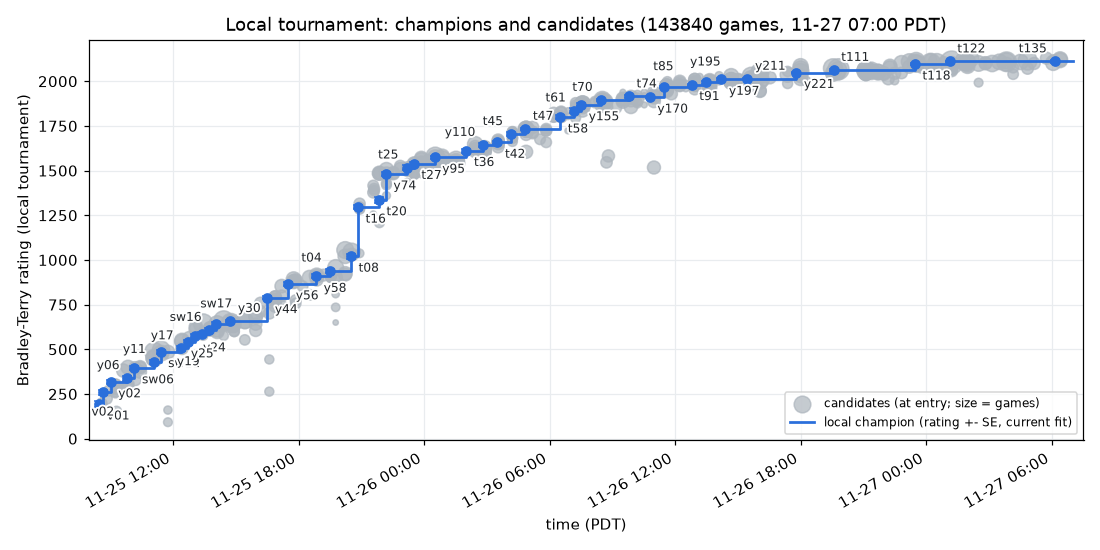 Local tournament: champions and candidates (143840 games, 11-27 07:00 PDT)
Bradley-Terry rating (local tournament)
2000
1750
1500
1250
1000
750
500
250
0
v02
y01
y06
y02
y11
sw06
y17
y19
sw16
y25
y24
sw17
y30
y44
y56
t04
y58
t08
t16
t20
t25
y74
t27
y95
y110
t36
t45
t42
t47
t61
t58
t70
y155
t74
y170
t85
t91
y195
y197
y211
y221
t111
t118
t122
t135
candidates (at entry; size = games)
local champion (rating +- SE, current fit)
11-25 12:00
11-25 18:00
11-26 00:00
11-26 06:00
11-26 12:00
11-26 18:00
11-27 00:00
11-27 06:00
time (PDT)